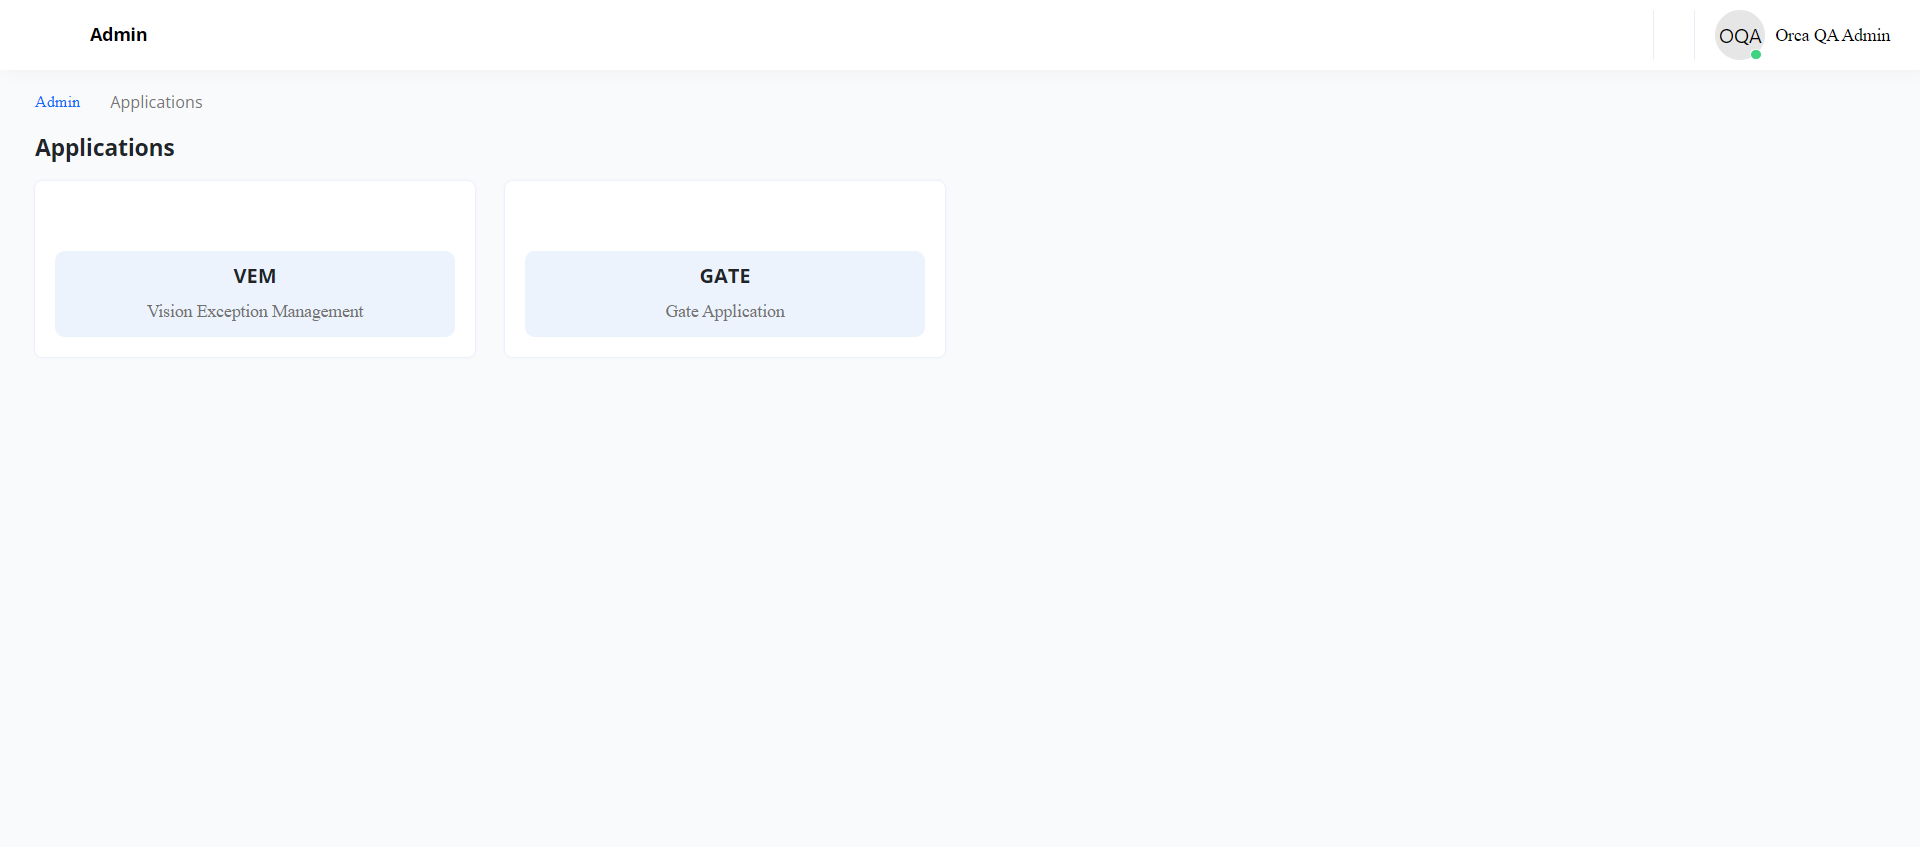 Admin
OQA Orca QA Admin
Admin Applications
Applications
VEM
Vision Exception Management
GATE
Gate Application